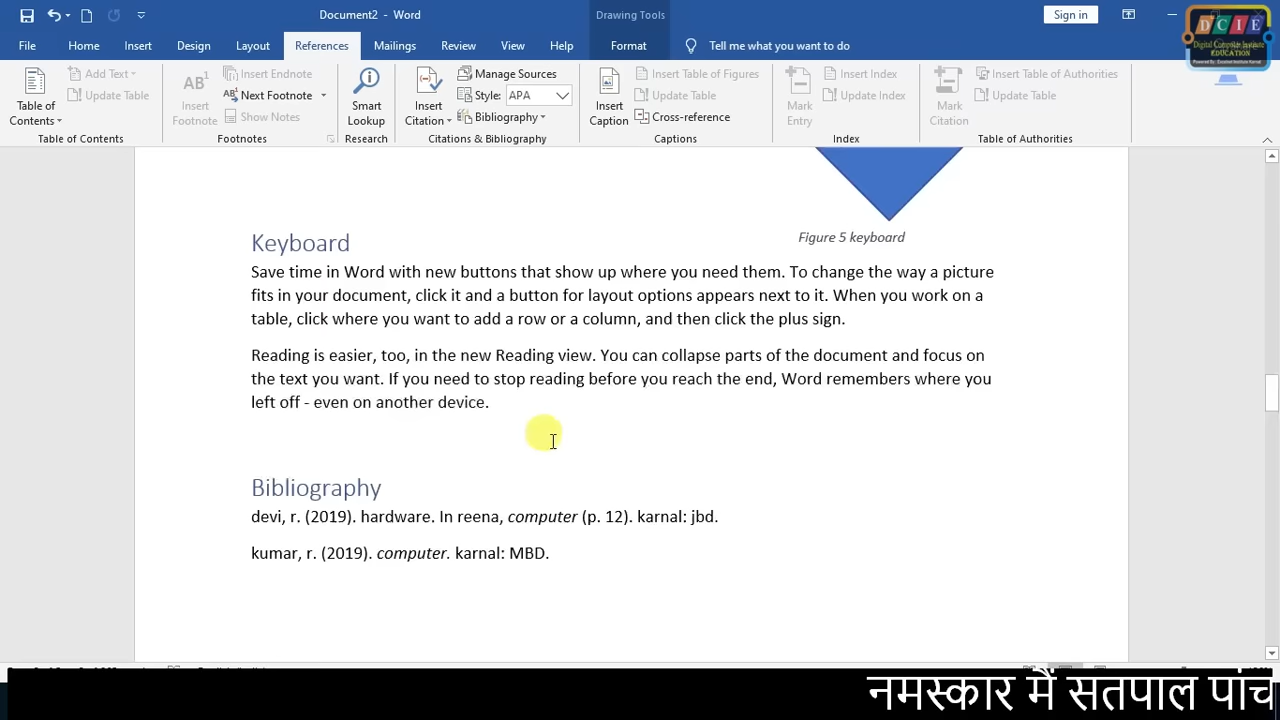 Document2 - Word
Drawing Tools
Sign in
File Home Insert Design Layout References Mailings Review View Help Format Tell me what you want to do
DCIE
Digital Computer Institute
EDUCATION
Table of Contents
Add Text
Update Table
Table of Contents
AB1
Insert Footnote
Insert Endnote
AB Next Footnote
Show Notes
Footnotes
Smart Lookup
Research
Insert Citation
Manage Sources
Style: APA
Bibliography
Citations & Bibliography
Insert Caption
Insert Table of Figures
Update Table
Cross-reference
Captions
Mark Entry
Insert Index
Update Index
Index
Mark Citation
Insert Table of Authorities
Update Table
Table of Authorities
Figure 5 keyboard
Keyboard
Save time in Word with new buttons that show up where you need them. To change the way a picture
fits in your document, click it and a button for layout options appears next to it. When you work on a
table, click where you want to add a row or a column, and then click the plus sign.
Reading is easier, too, in the new Reading view. You can collapse parts of the document and focus on
the text you want. If you need to stop reading before you reach the end, Word remembers where you
left off - even on another device.
Bibliography
devi, r. (2019). hardware. In reena, computer (p. 12). karnal: jbd.
kumar, r. (2019). computer. karnal: MBD.
नमस्कार मैं सतपाल पांच